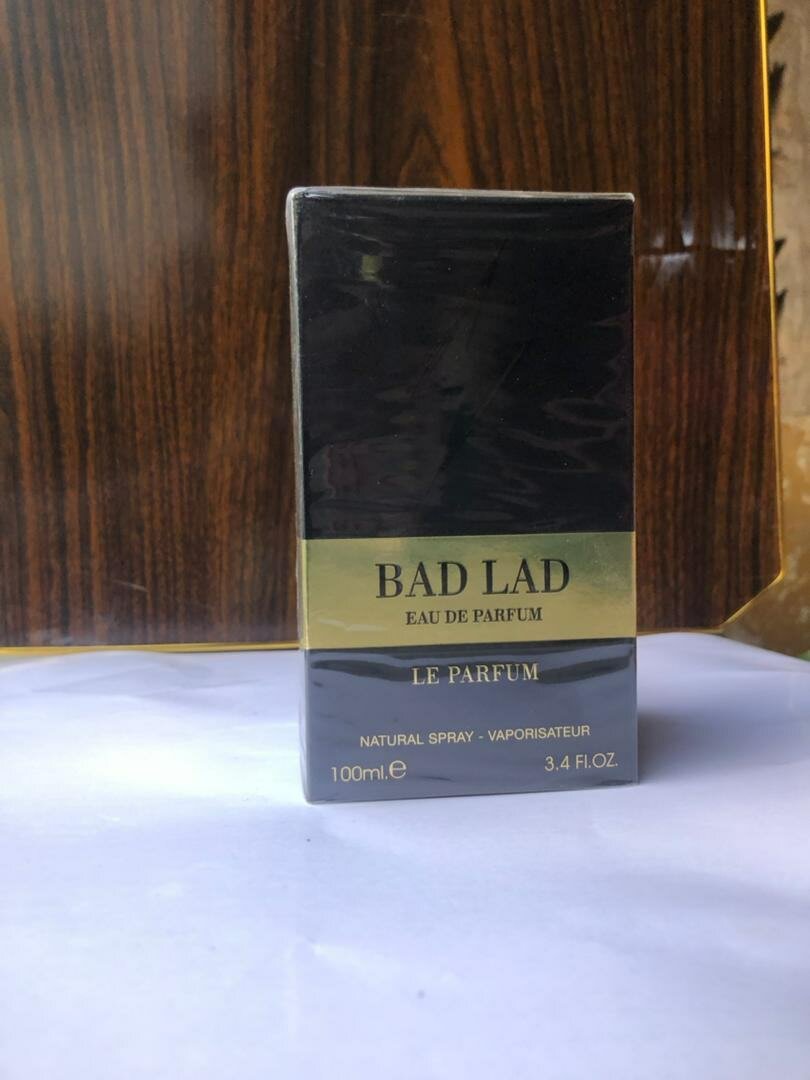 BAD LAD
EAU DE PARFUM
LE PARFUM
NATURAL SPRAY - VAPORISATEUR
100ml.℮ 3.4 Fl.OZ.